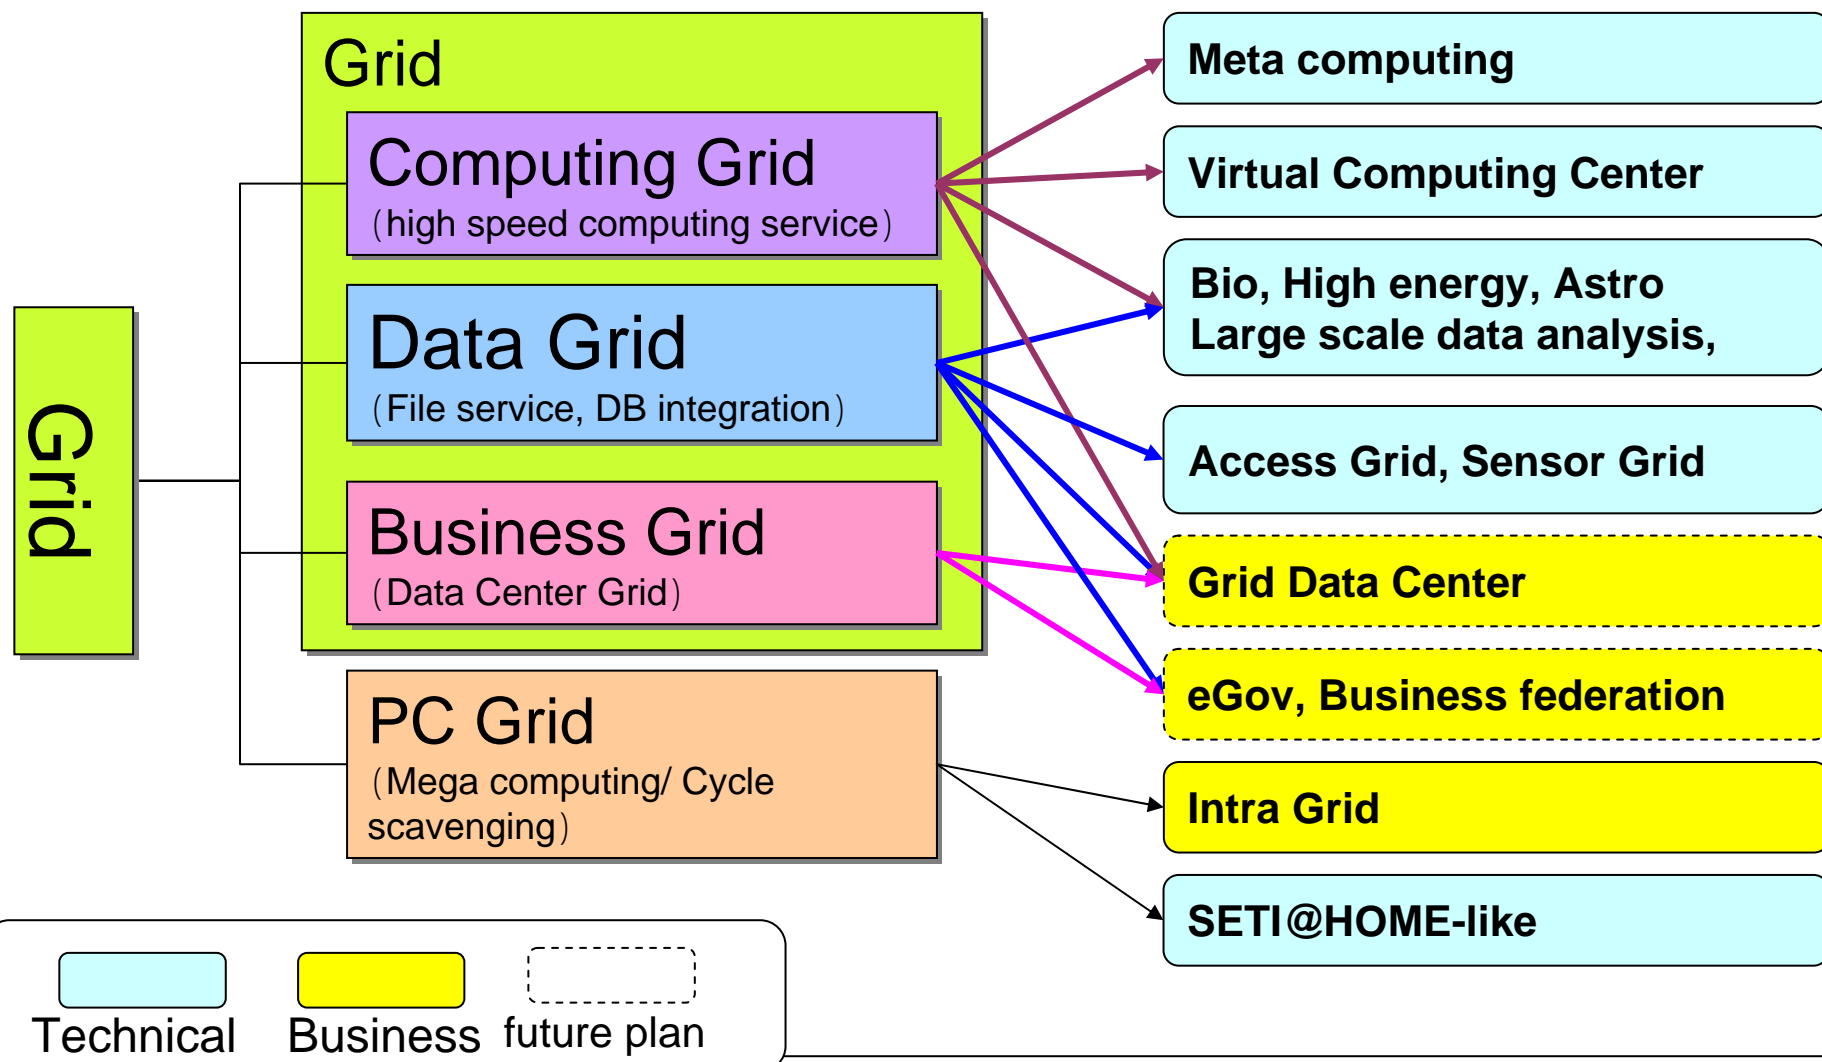 Grid
Grid
Computing Grid
(high speed computing service)
Data Grid
(File service, DB integration)
Business Grid
(Data Center Grid)
PC Grid
(Mega computing/ Cycle
scavenging)
Meta computing
Virtual Computing Center
Bio, High energy, Astro
Large scale data analysis,
Access Grid, Sensor Grid
Grid Data Center
eGov, Business federation
Intra Grid
SETI@HOME-like
Technical
Business
future plan